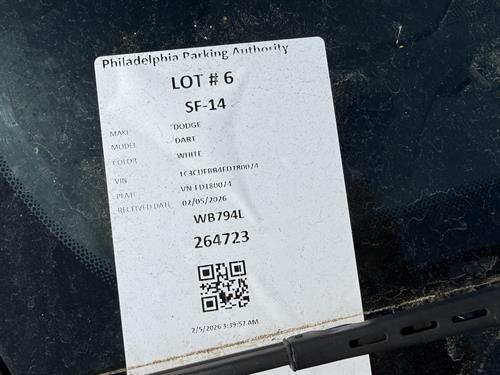 Philadelphia Parking Authority
LOT # 6
SF-14
MAKE DODGE
MODEL DART
COLOR WHITE
VIN 1C3CDFBB4FD180074
PLATE VN-FD180074
RECEIVED DATE 02/05/2026
WB794L
264723
2/5/2026 3:39:57 AM